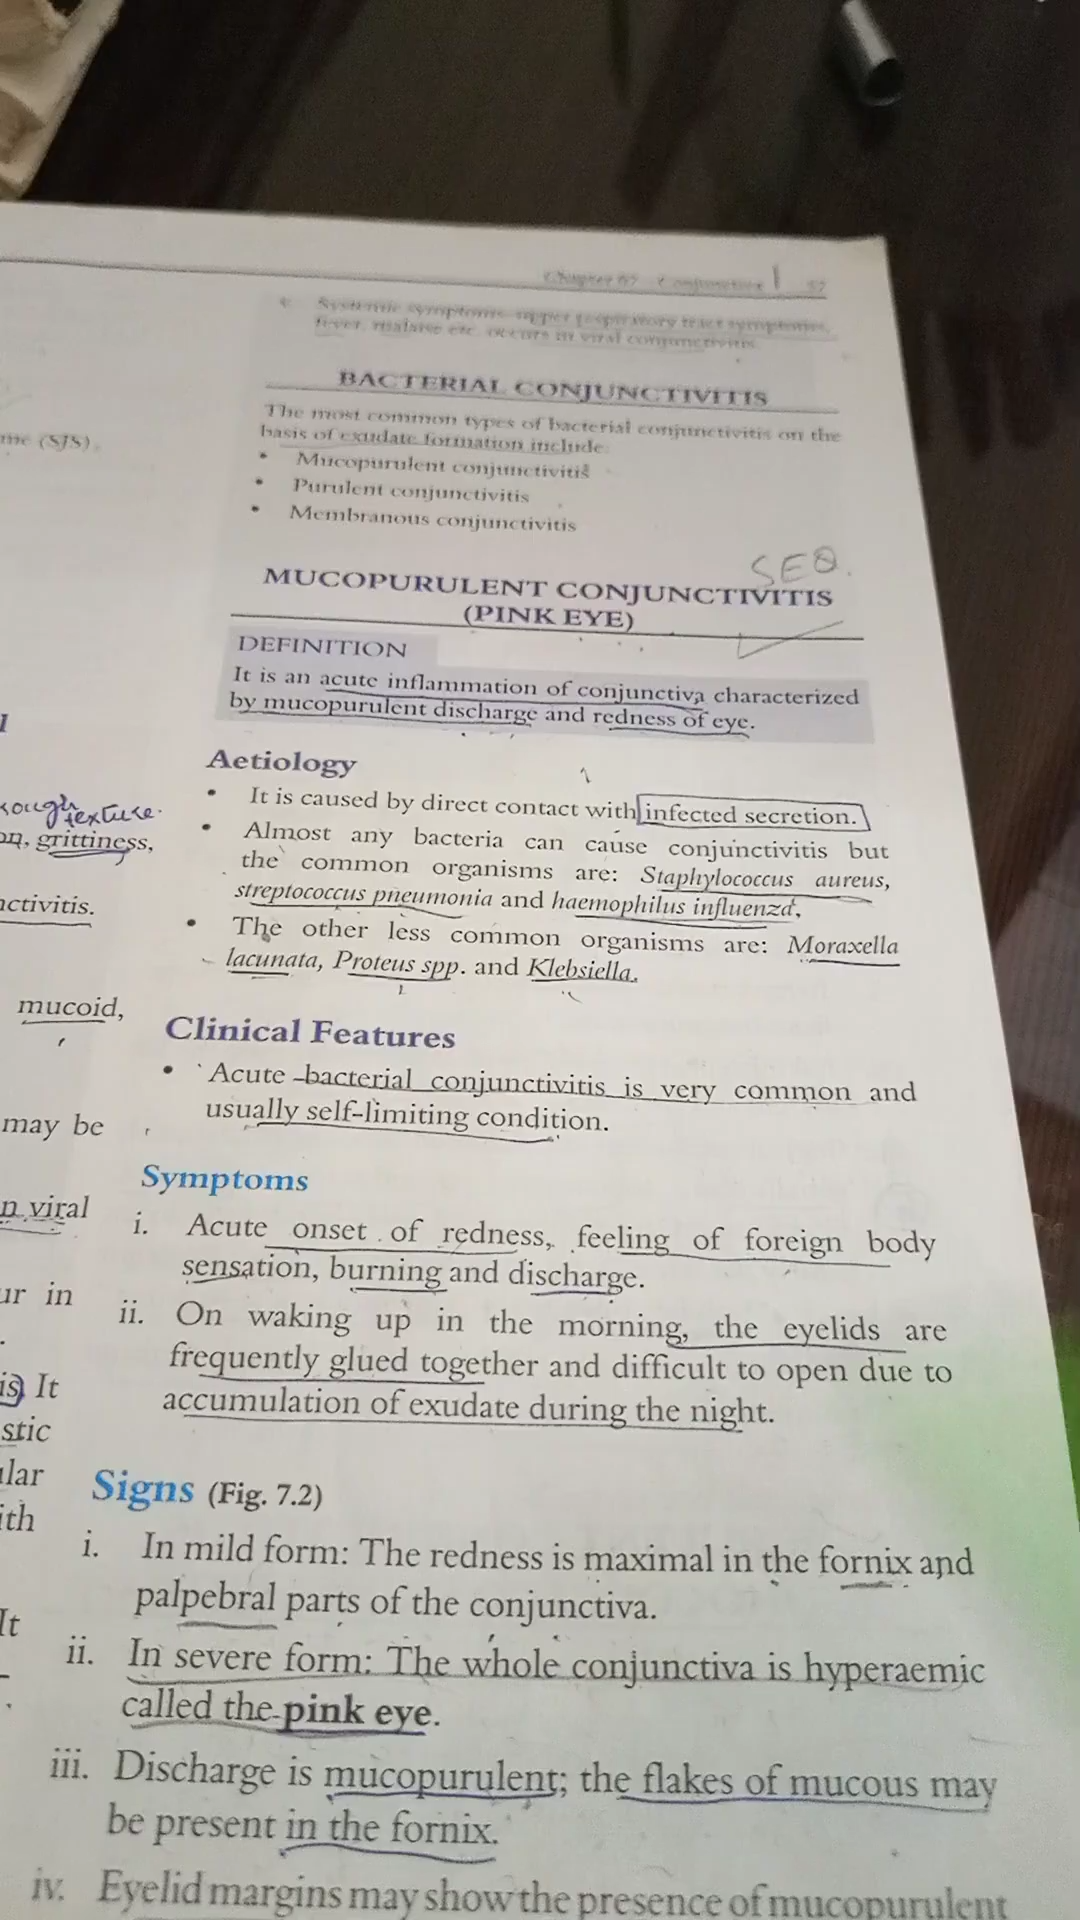 Chapter 07 Conjunctiva 57
Systemic symptoms upper respiratory tract symptoms,
fever, malaise etc. occurs in viral conjunctivitis.
BACTERIAL CONJUNCTIVITIS
The most common types of bacterial conjunctivitis on the
basis of exudate formation include
• Mucopurulent conjunctivitis
• Purulent conjunctivitis
• Membranous conjunctivitis
SEQ.
MUCOPURULENT CONJUNCTIVITIS
(PINK EYE)
DEFINITION
It is an acute inflammation of conjunctiva characterized
by mucopurulent discharge and redness of eye.
Aetiology
• It is caused by direct contact with infected secretion.
• Almost any bacteria can cause conjunctivitis but
the common organisms are: Staphylococcus aureus,
streptococcus pneumonia and haemophilus influenza,
• The other less common organisms are: Moraxella
lacunata, Proteus spp. and Klebsiella.
Clinical Features
• Acute bacterial conjunctivitis is very common and
usually self-limiting condition.
Symptoms
i. Acute onset of redness, feeling of foreign body
sensation, burning and discharge.
ii. On waking up in the morning, the eyelids are
frequently glued together and difficult to open due to
accumulation of exudate during the night.
Signs (Fig. 7.2)
i. In mild form: The redness is maximal in the fornix and
palpebral parts of the conjunctiva.
ii. In severe form: The whole conjunctiva is hyperaemic
called the pink eye.
iii. Discharge is mucopurulent; the flakes of mucous may
be present in the fornix.
iv. Eyelid margins may show the presence of mucopurulent
(SJS).
rough
texture.
grittiness,
mucoid,
may be
viral
in
It
It